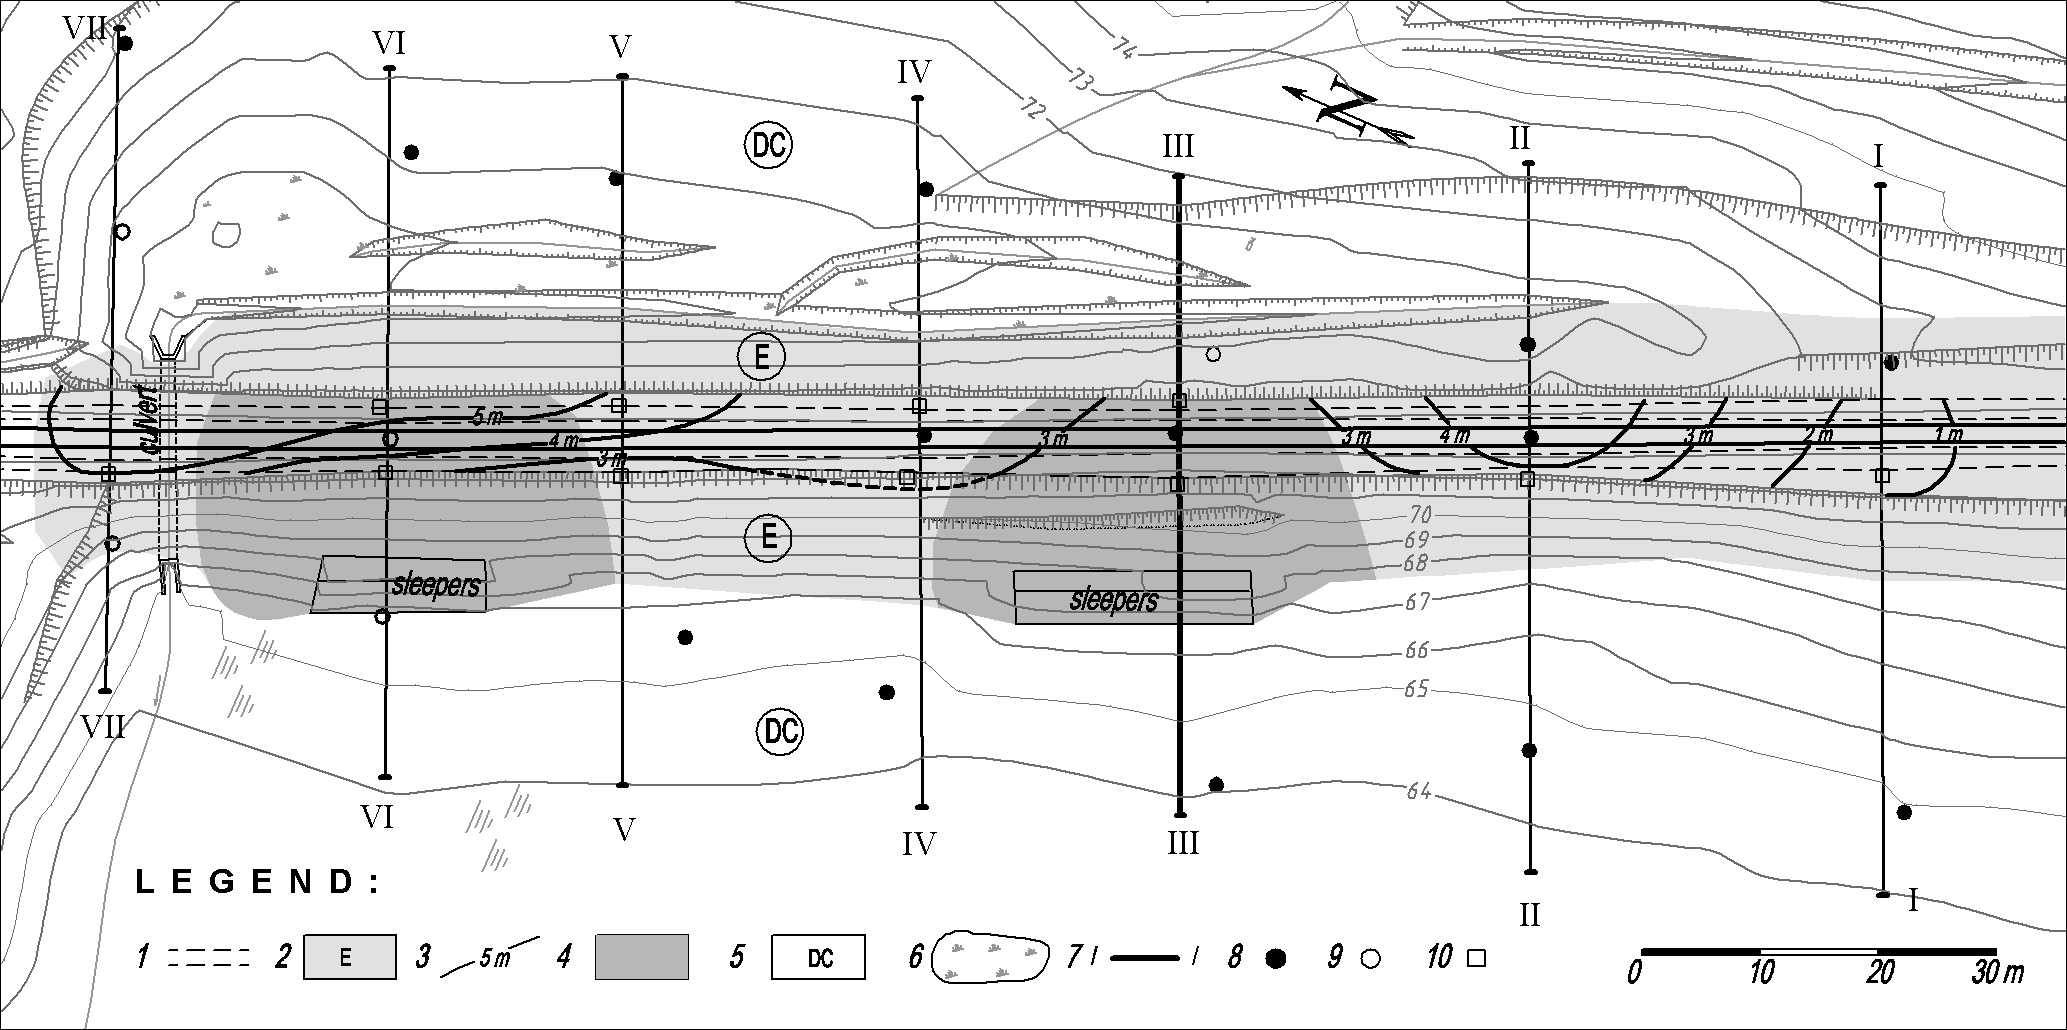 VII
VI
V
IV
III
II
I
74
73
72
N
DC
E
culvert
5 m
4 m
3 m
3 m
3 m
4 m
3 m
2 m
1 m
E
70
69
68
67
66
65
64
sleepers
sleepers
DC
VII
VI
V
IV
III
II
I
LEGEND:
1
2 E
3 5 m
4
5 DC
6
7 I I
8
9
10
0 10 20 30 m